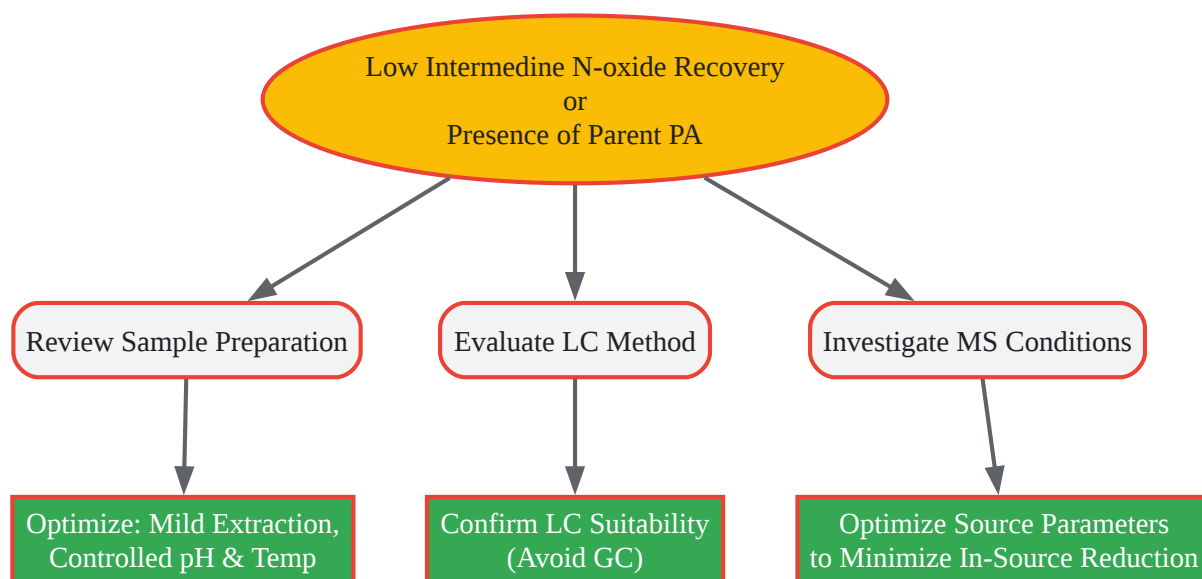 Low Intermedine N-oxide Recovery
or
Presence of Parent PA
Review Sample Preparation
Evaluate LC Method
Investigate MS Conditions
Optimize: Mild Extraction,
Controlled pH & Temp
Confirm LC Suitability
(Avoid GC)
Optimize Source Parameters
to Minimize In-Source Reduction